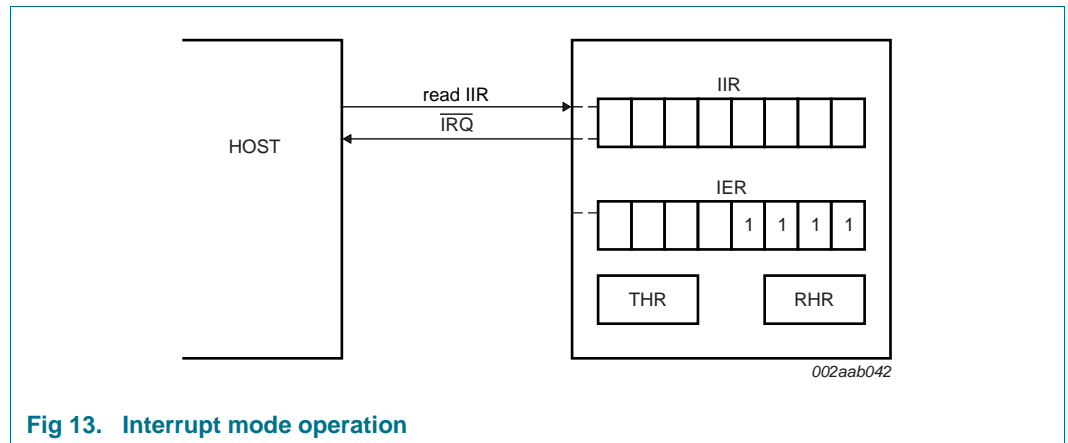 IIR
read IIR
IRQ
HOST
IER
1 1 1 1
THR RHR
002aab042
Fig 13. Interrupt mode operation